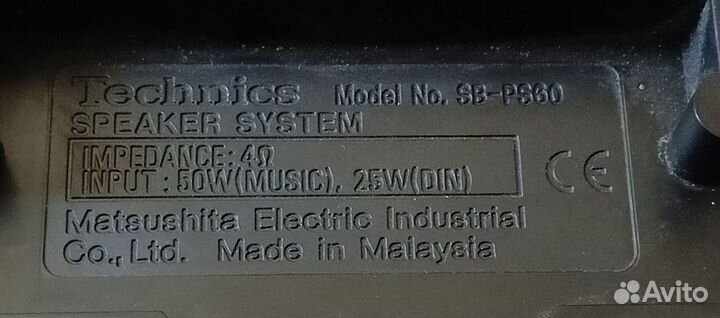 Technics Model No. SB-PS60
SPEAKER SYSTEM
IMPEDANCE: 4Ω
INPUT : 50W(MUSIC), 25W(DIN)
CE
Matsushita Electric Industrial
Co., Ltd. Made in Malaysia
Avito